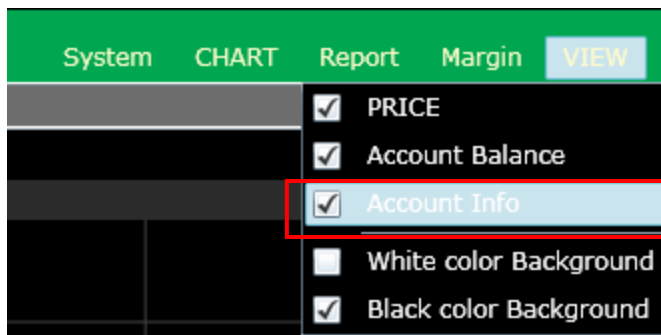 System CHART Report Margin VIEW
PRICE
Account Balance
Account Info
White color Background
Black color Background